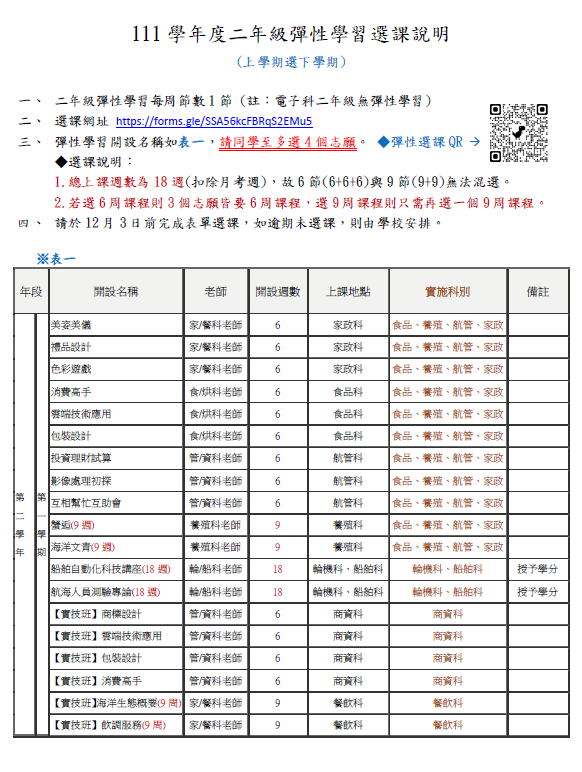 111 學年度二年級彈性學習選課說明
(上學期選下學期)
一、 二年級彈性學習每周節數 1 節 (註：電子科二年級無彈性學習)
二、 選課網址 https://forms.gle/SSA56kcFBRqS2EMu5
三、 彈性學習開設名稱如表一，請同學至多選 4 個志願。 ◆彈性選課 QR →
◆選課說明：
1.總上課週數為 18 週(扣除月考週)，故 6 節(6+6+6)與 9 節(9+9)無法混選。
2.若選 6 周課程則 3 個志願皆要 6 周課程，選 9 周課程則只需再選一個 9 周課程。
四、 請於 12 月 3 日前完成表單選課，如逾期未選課，則由學校安排。
※表一
年段 開設名稱 老師 開設週數 上課地點 實施科別 備註
第二學年 第一學期
美姿美儀 家/餐科老師 6 家政科 食品、養殖、航管、家政
禮品設計 家/餐科老師 6 家政科 食品、養殖、航管、家政
色彩遊戲 家/餐科老師 6 家政科 食品、養殖、航管、家政
消費高手 食/烘科老師 6 食品科 食品、養殖、航管、家政
雲端技術應用 食/烘科老師 6 食品科 食品、養殖、航管、家政
包裝設計 食/烘科老師 6 食品科 食品、養殖、航管、家政
投資理財試算 管/資科老師 6 航管科 食品、養殖、航管、家政
影像處理初探 管/資科老師 6 航管科 食品、養殖、航管、家政
互相幫忙互助會 管/資科老師 6 航管科 食品、養殖、航管、家政
蟹逅(9 週) 養殖科老師 9 養殖科 食品、養殖、航管、家政
海洋文青(9 週) 養殖科老師 9 養殖科 食品、養殖、航管、家政
船舶自動化科技講座(18 週) 輪/船科老師 18 輪機科、船舶科 輪機科、船舶科 授予學分
航海人員測驗專論(18 週) 輪/船科老師 18 輪機科、船舶科 輪機科、船舶科 授予學分
【實技班】商標設計 管/資科老師 6 商資科 商資科
【實技班】雲端技術應用 管/資科老師 6 商資科 商資科
【實技班】包裝設計 管/資科老師 6 商資科 商資科
【實技班】消費高手 管/資科老師 6 商資科 商資科
【實技班】海洋生態概要(9 周) 家/餐科老師 9 餐飲科 餐飲科
【實技班】飲調服務(9 周) 家/餐科老師 9 餐飲科 餐飲科